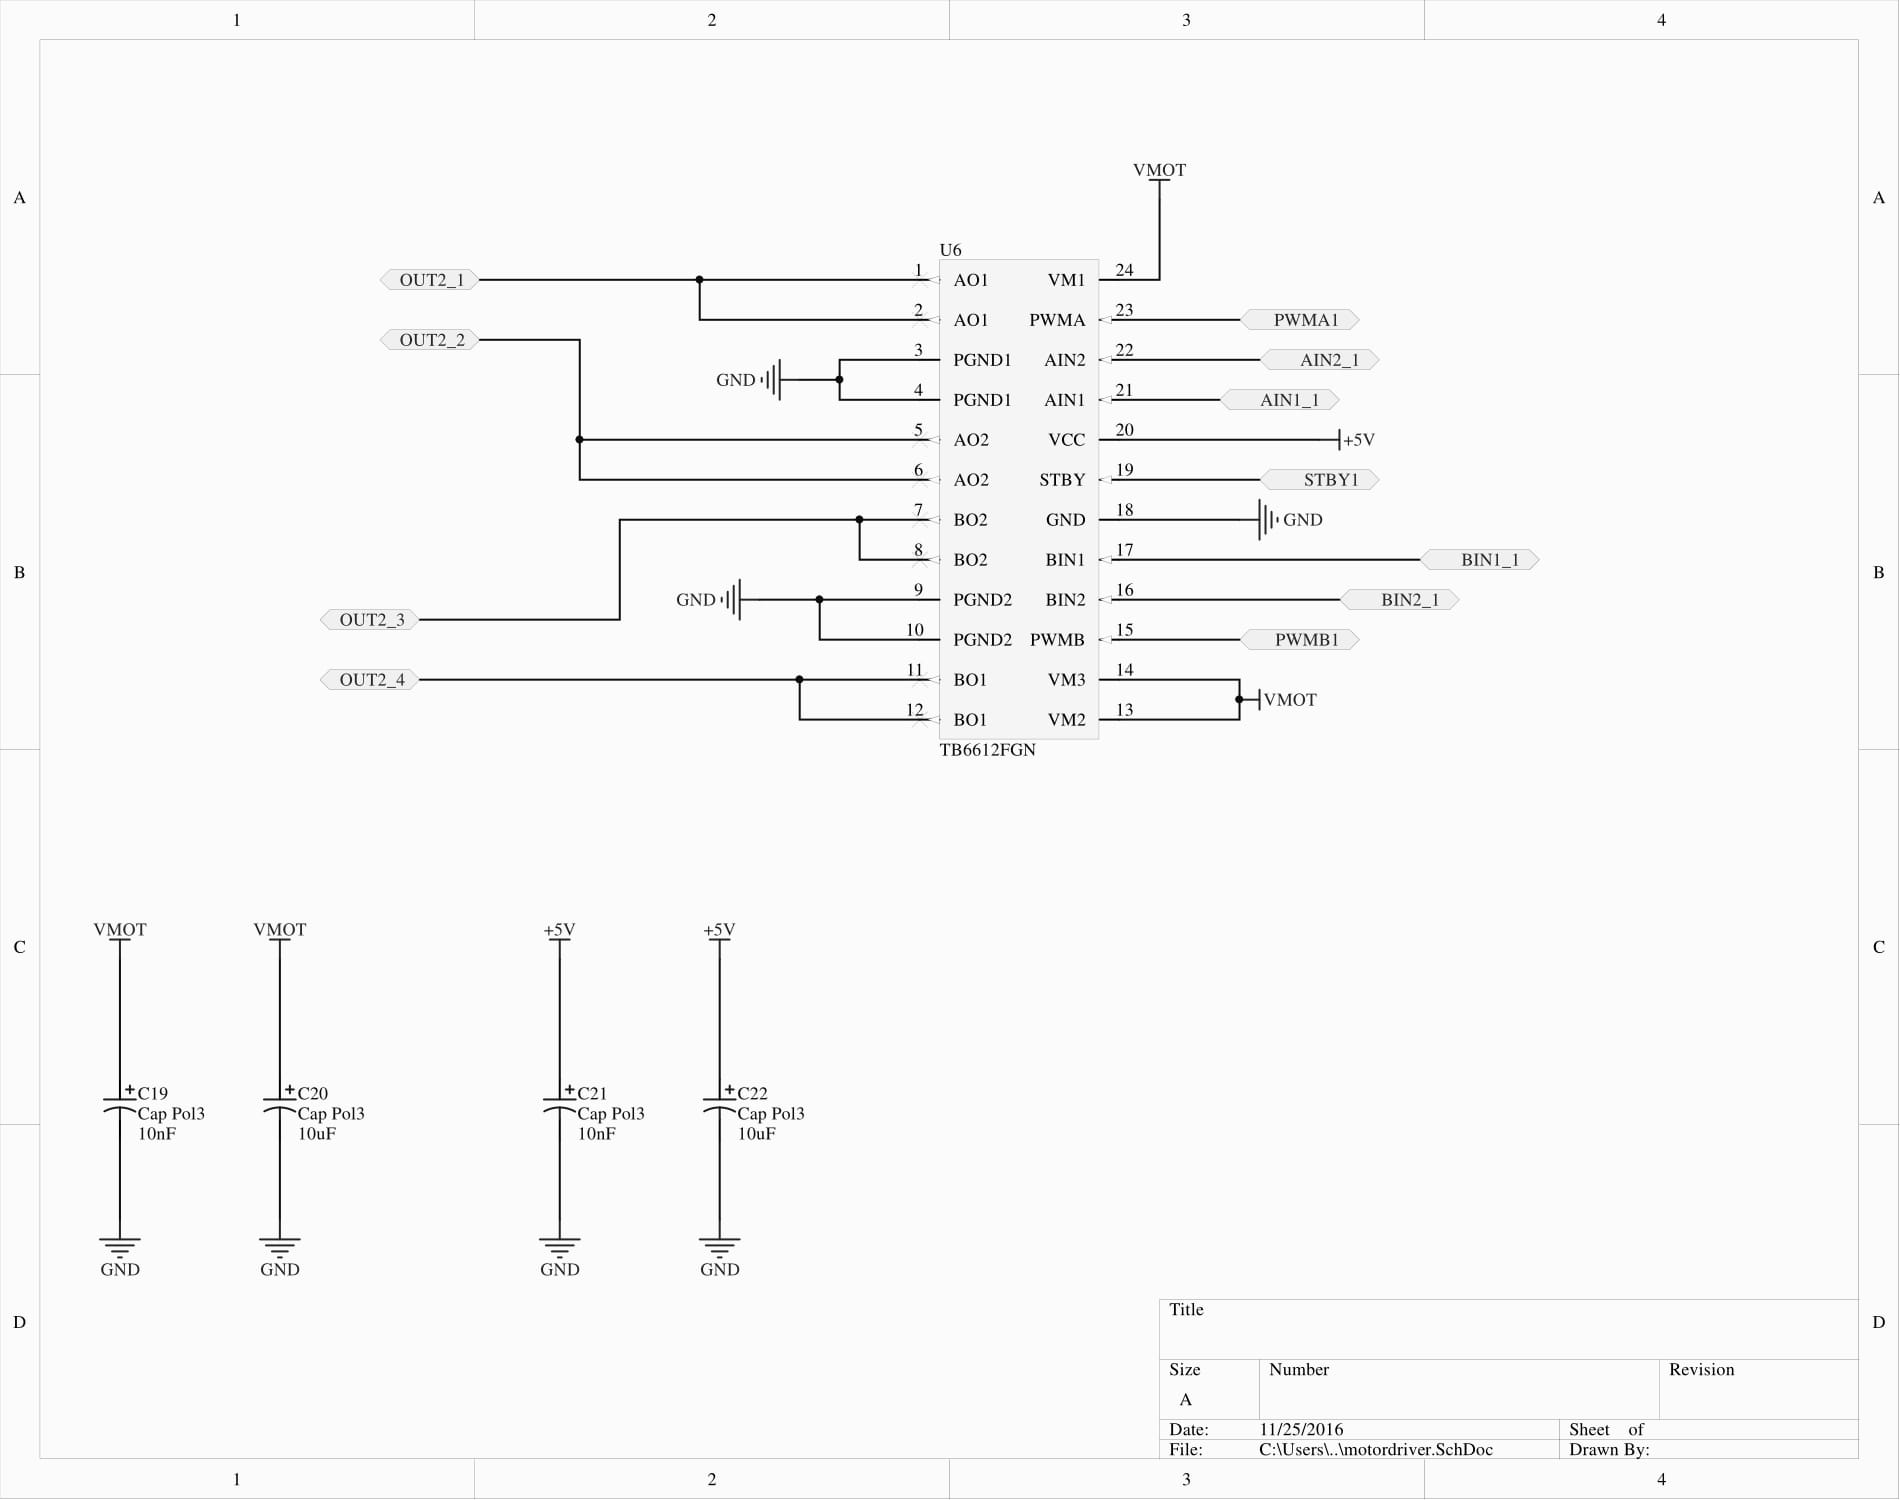 1 2 3 4
A A
VMOT
U6
OUT2_1 1 AO1 VM1 24
2 AO1 PWMA 23 PWMA1
OUT2_2
3 PGND1 AIN2 22 AIN2_1
GND
4 PGND1 AIN1 21 AIN1_1
5 AO2 VCC 20 +5V
6 AO2 STBY 19 STBY1
7 BO2 GND 18 GND
8 BO2 BIN1 17 BIN1_1
B B
GND 9 PGND2 BIN2 16 BIN2_1
OUT2_3
10 PGND2 PWMB 15 PWMB1
OUT2_4 11 BO1 VM3 14
VMOT
12 BO1 VM2 13
TB6612FGN
VMOT VMOT +5V +5V
C C
C19 C20 C21 C22
Cap Pol3 Cap Pol3 Cap Pol3 Cap Pol3
10nF 10uF 10nF 10uF
GND GND GND GND
Title
D D
Size Number Revision
A
Date: 11/25/2016 Sheet of
File: C:\Users\..\motordriver.SchDoc Drawn By:
1 2 3 4